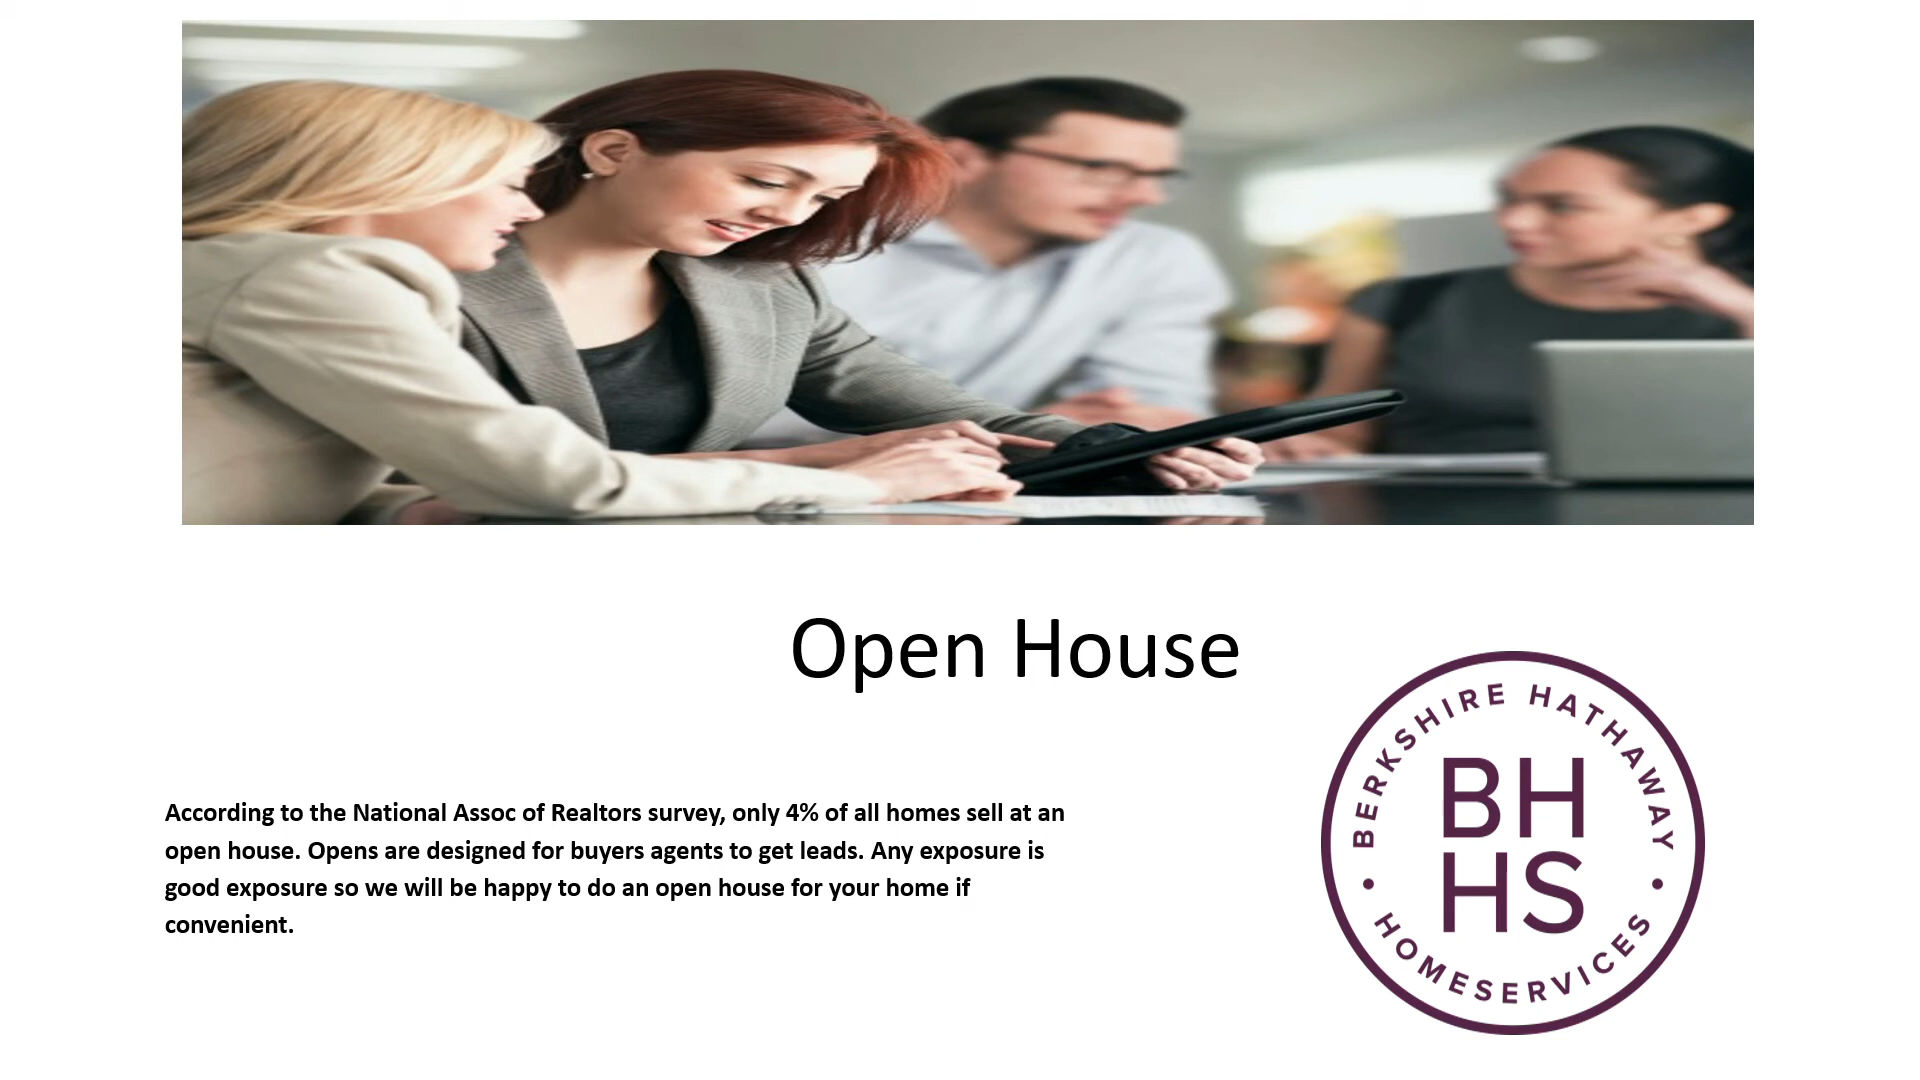 Open House
According to the National Assoc of Realtors survey, only 4% of all homes sell at an
open house. Opens are designed for buyers agents to get leads. Any exposure is
good exposure so we will be happy to do an open house for your home if
convenient.
BERKSHIRE HATHAWAY
BH
HS
HOMESERVICES